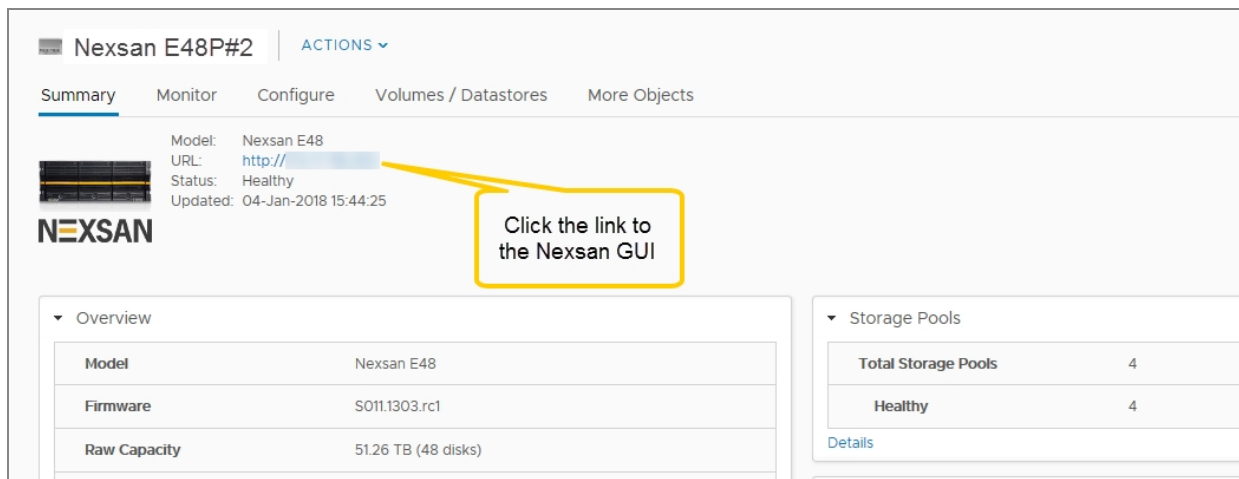 Nexsan E48P#2 ACTIONS
Summary Monitor Configure Volumes / Datastores More Objects
Model: Nexsan E48
URL: http://
Status: Healthy
Updated: 04-Jan-2018 15:44:25
NEXSAN
Click the link to
the Nexsan GUI
Overview
Model Nexsan E48
Firmware S011.1303.rc1
Raw Capacity 51.26 TB (48 disks)
Storage Pools
Total Storage Pools 4
Healthy 4
Details